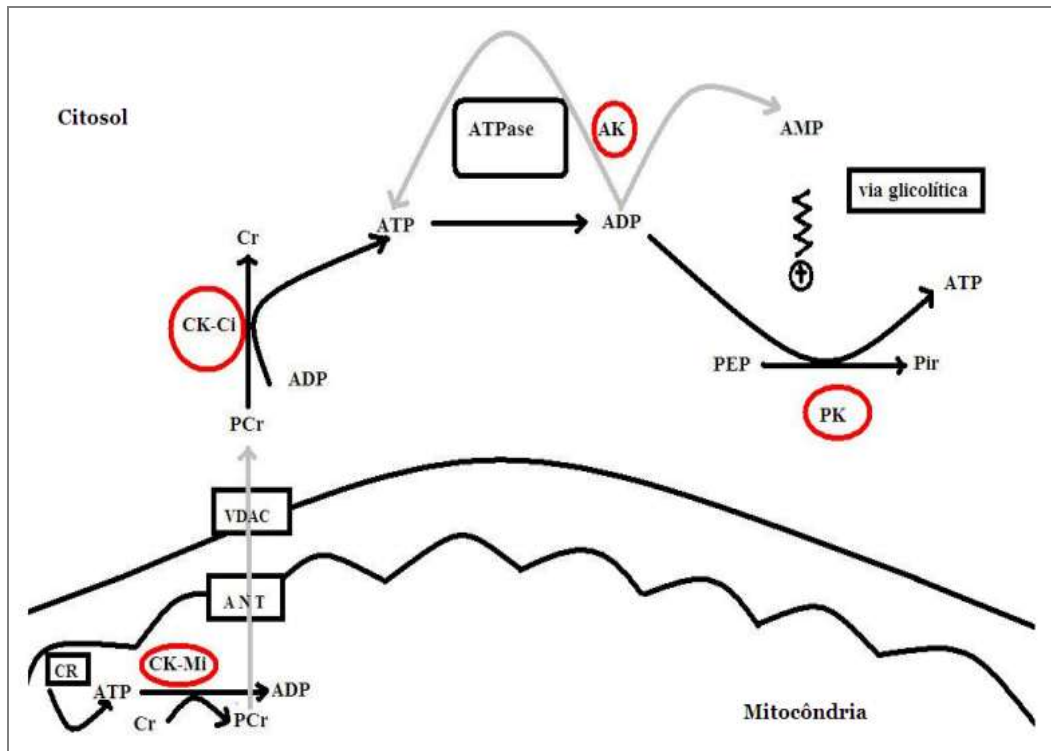 Citosol
ATPase
AK
AMP
via glicolítica
ATP
ADP
Cr
CK-Ci
ADP
ATP
PEP
Pir
PCr
PK
VDAC
ANT
CR
CK-Mi
ATP
ADP
Cr
PCr
Mitocôndria